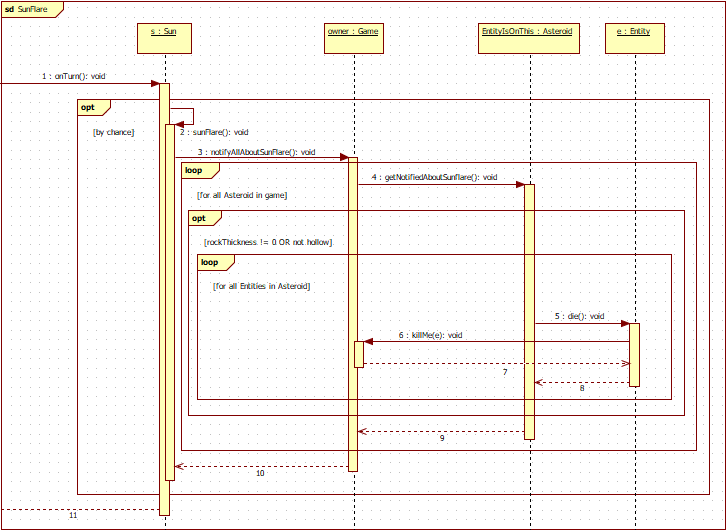 sd SunFlare
s : Sun
owner : Game
EntityIsOnThis : Asteroid
e : Entity
1 : onTurn(): void
opt
[by chance]
2 : sunFlare(): void
3 : notifyAllAboutSunFlare(): void
loop
4 : getNotifiedAboutSunflare(): void
[for all Asteroid in game]
opt
[rockThickness != 0 OR not hollow]
loop
[for all Entities in Asteroid]
5 : die(): void
6 : killMe(e): void
7
8
9
10
11